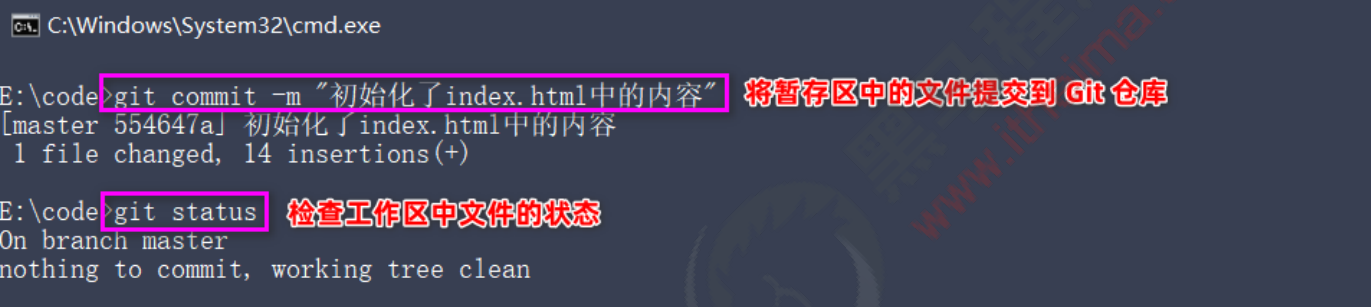 C:\Windows\System32\cmd.exe
E:\code>git commit -m "初始化了index.html中的内容" 将暂存区中的文件提交到 Git 仓库
[master 554647a] 初始化了index.html中的内容
1 file changed, 14 insertions(+)
E:\code>git status 检查工作区中文件的状态
On branch master
nothing to commit, working tree clean